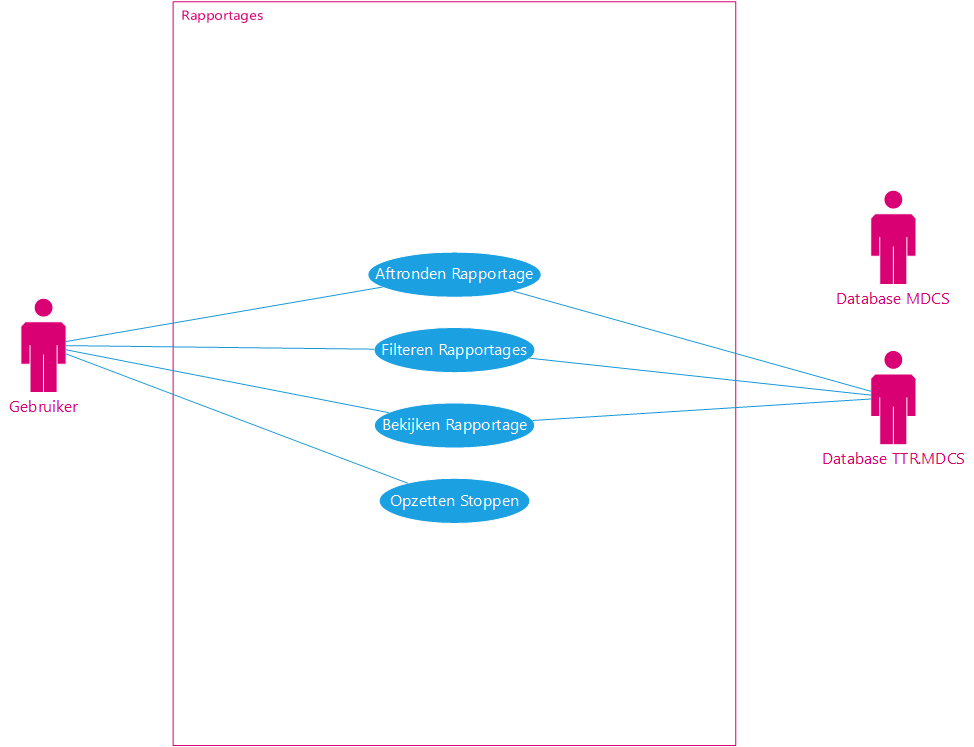 Rapportages
Aftronden Rapportage
Filteren Rapportages
Bekijken Rapportage
Opzetten Stoppen
Gebruiker
Database MDCS
Database TTR.MDCS